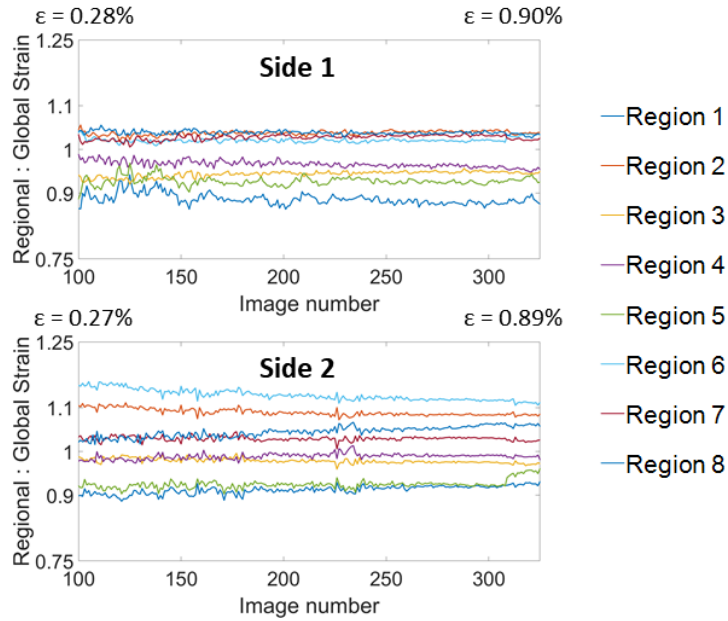 ε = 0.28%
ε = 0.90%
Side 1
Regional : Global Strain
1.25
1.1
1
0.9
0.75
100
150
200
250
300
Image number
ε = 0.27%
ε = 0.89%
Side 2
Regional : Global Strain
1.25
1.1
1
0.9
0.75
100
150
200
250
300
Image number
Region 1
Region 2
Region 3
Region 4
Region 5
Region 6
Region 7
Region 8